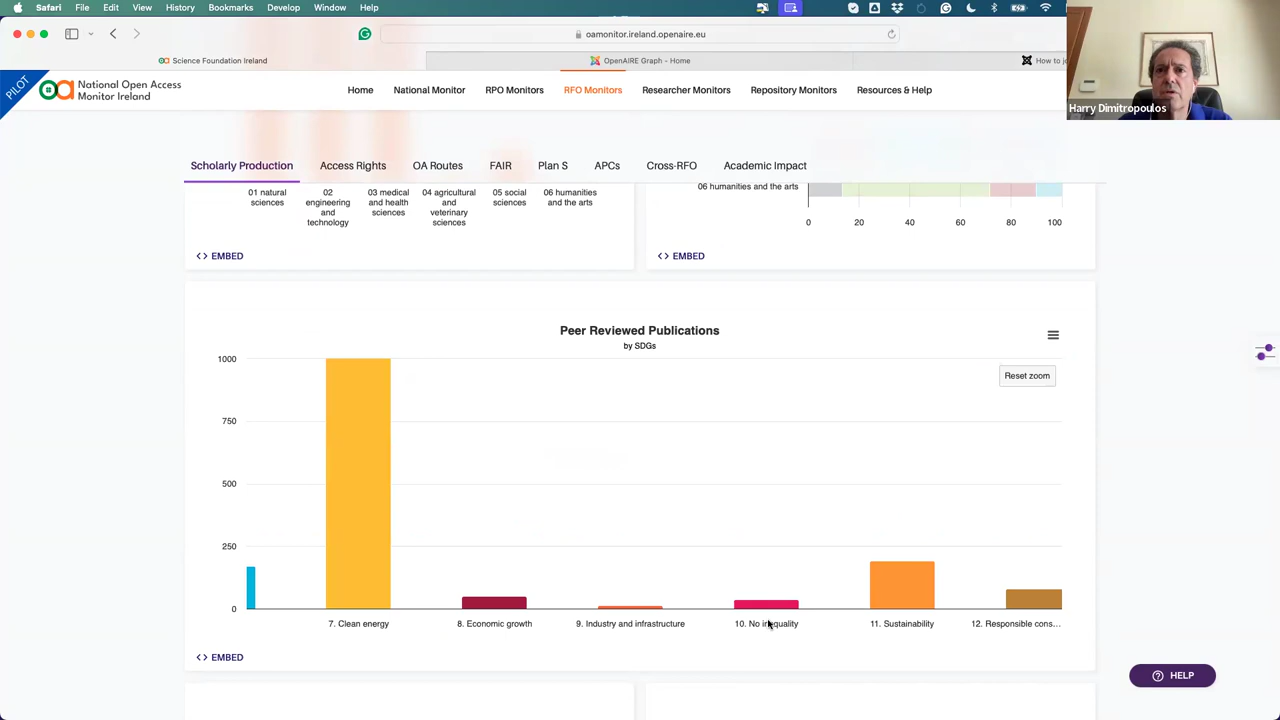 Safari File Edit View History Bookmarks Develop Window Help
oamonitor.ireland.openaire.eu
Science Foundation Ireland
OpenAIRE Graph - Home
How to jo
PILOT
National Open Access
Monitor Ireland
Home National Monitor RPO Monitors RFO Monitors Researcher Monitors Repository Monitors Resources & Help
Harry Dimitropoulos
Scholarly Production Access Rights OA Routes FAIR Plan S APCs Cross-RFO Academic Impact
01 natural
sciences
02
engineering
and
technology
03 medical
and health
sciences
04 agricultural
and
veterinary
sciences
05 social
sciences
06 humanities
and the arts
06 humanities and the arts
0 20 40 60 80 100
<> EMBED
<> EMBED
Peer Reviewed Publications
by SDGs
Reset zoom
1000
750
500
250
0
7. Clean energy 8. Economic growth 9. Industry and infrastructure 10. No inequality 11. Sustainability 12. Responsible cons...
<> EMBED
HELP